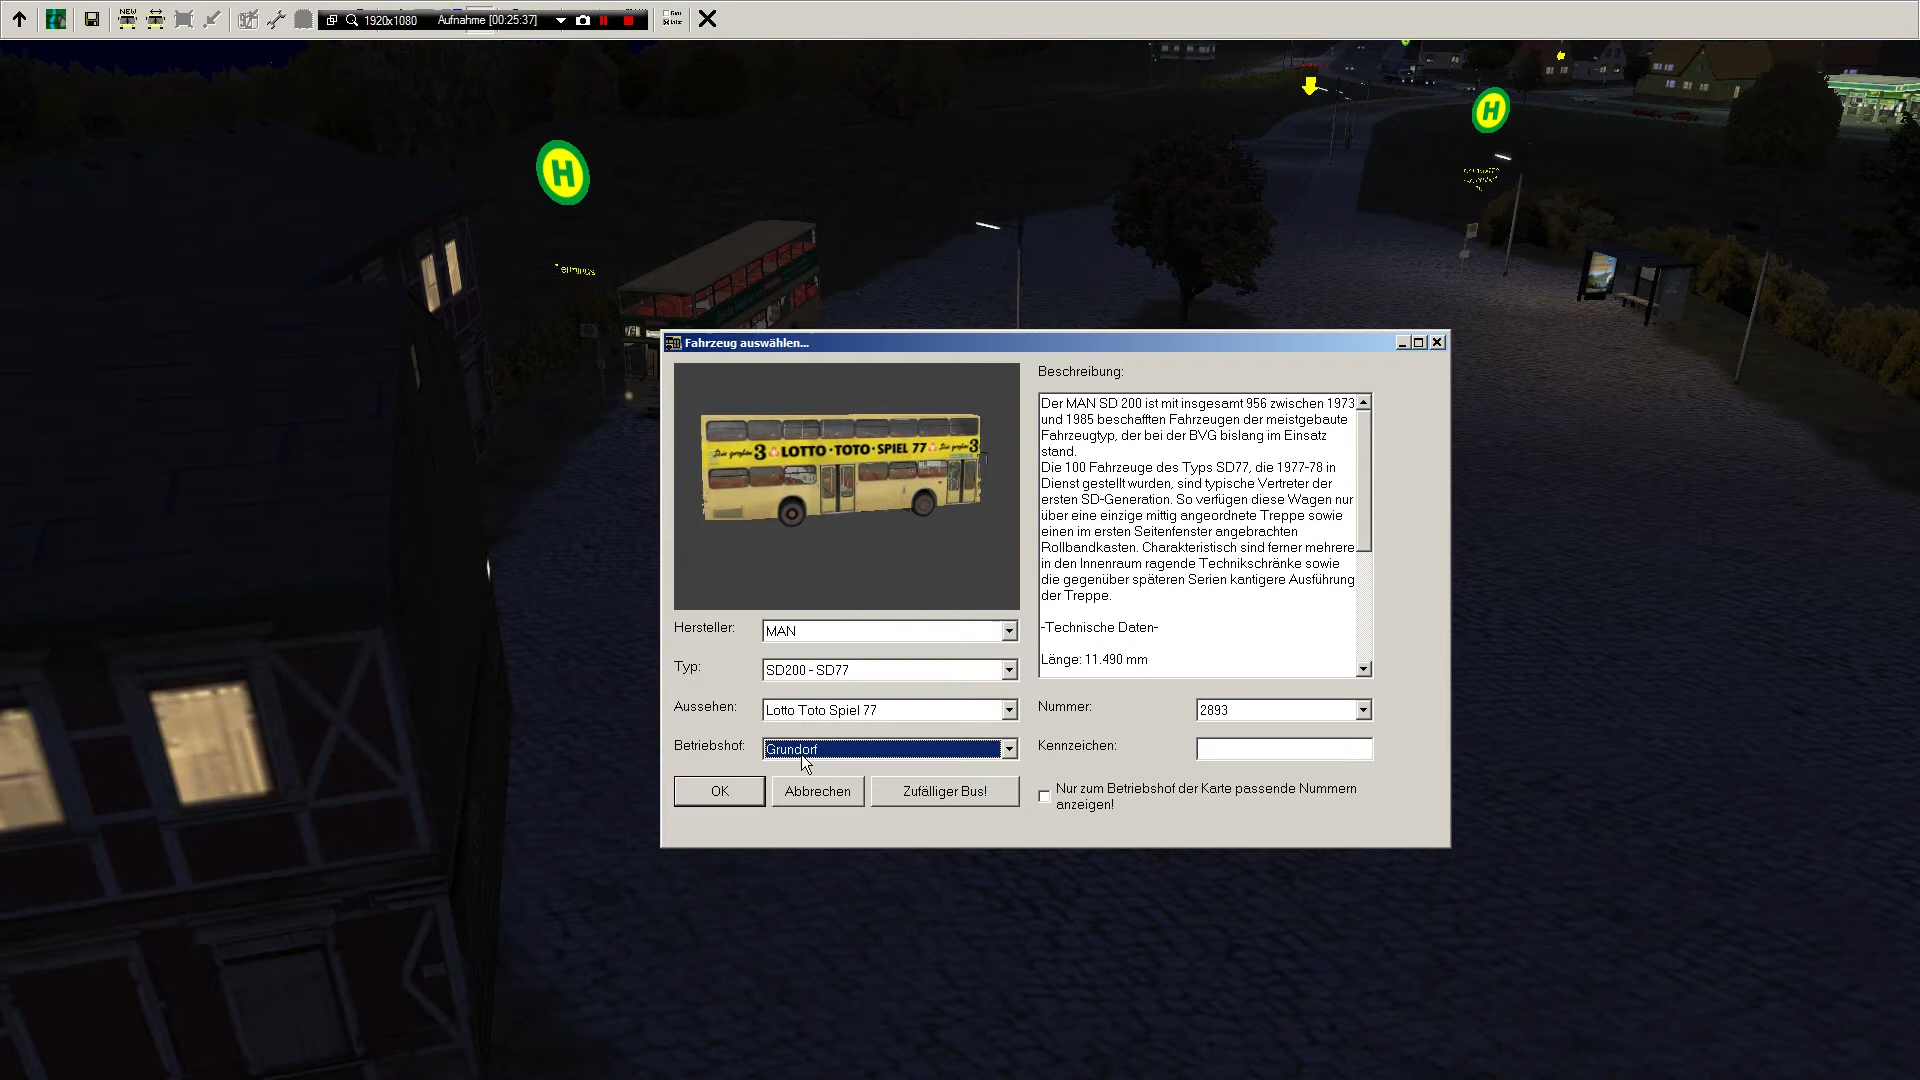 NEW
1920x1080
Aufnahme [00:25:37]
H
H
Terminus
Fahrzeug auswählen...
Die großen 3 LOTTO · TOTO · SPIEL 77 Die großen 3
Beschreibung:
Der MAN SD 200 ist mit insgesamt 956 zwischen 1973
und 1985 beschafften Fahrzeugen der meistgebaute
Fahrzeugtyp, der bei der BVG bislang im Einsatz
stand.
Die 100 Fahrzeuge des Typs SD77, die 1977-78 in
Dienst gestellt wurden, sind typische Vertreter der
ersten SD-Generation. So verfügen diese Wagen nur
über eine einzige mittig angeordnete Treppe sowie
einen im ersten Seitenfenster angebrachten
Rollbandkasten. Charakteristisch sind ferner mehrere
in den Innenraum ragende Technikschränke sowie
die gegenüber späteren Serien kantigere Ausführung
der Treppe.
-Technische Daten-
Länge: 11.490 mm
Hersteller:
MAN
Typ:
SD200 - SD77
Aussehen:
Lotto Toto Spiel 77
Nummer:
2893
Betriebshof:
Grundorf
Kennzeichen:
OK
Abbrechen
Zufälliger Bus!
Nur zum Betriebshof der Karte passende Nummern
anzeigen!